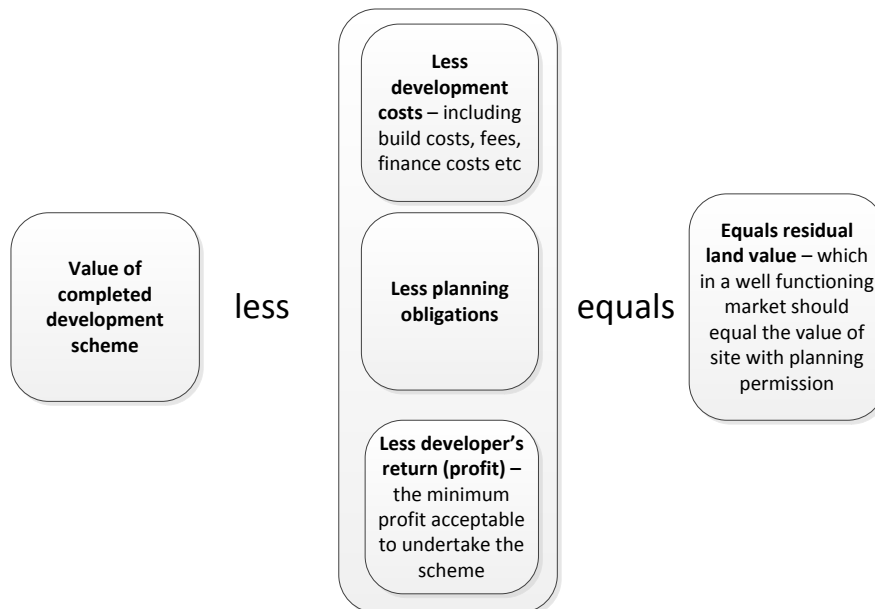 Value of
completed
development
scheme
less
Less
development
costs – including
build costs, fees,
finance costs etc
Less planning
obligations
Less developer’s
return (profit) –
the minimum
profit acceptable
to undertake the
scheme
equals
Equals residual
land value – which
in a well functioning
market should
equal the value of
site with planning
permission